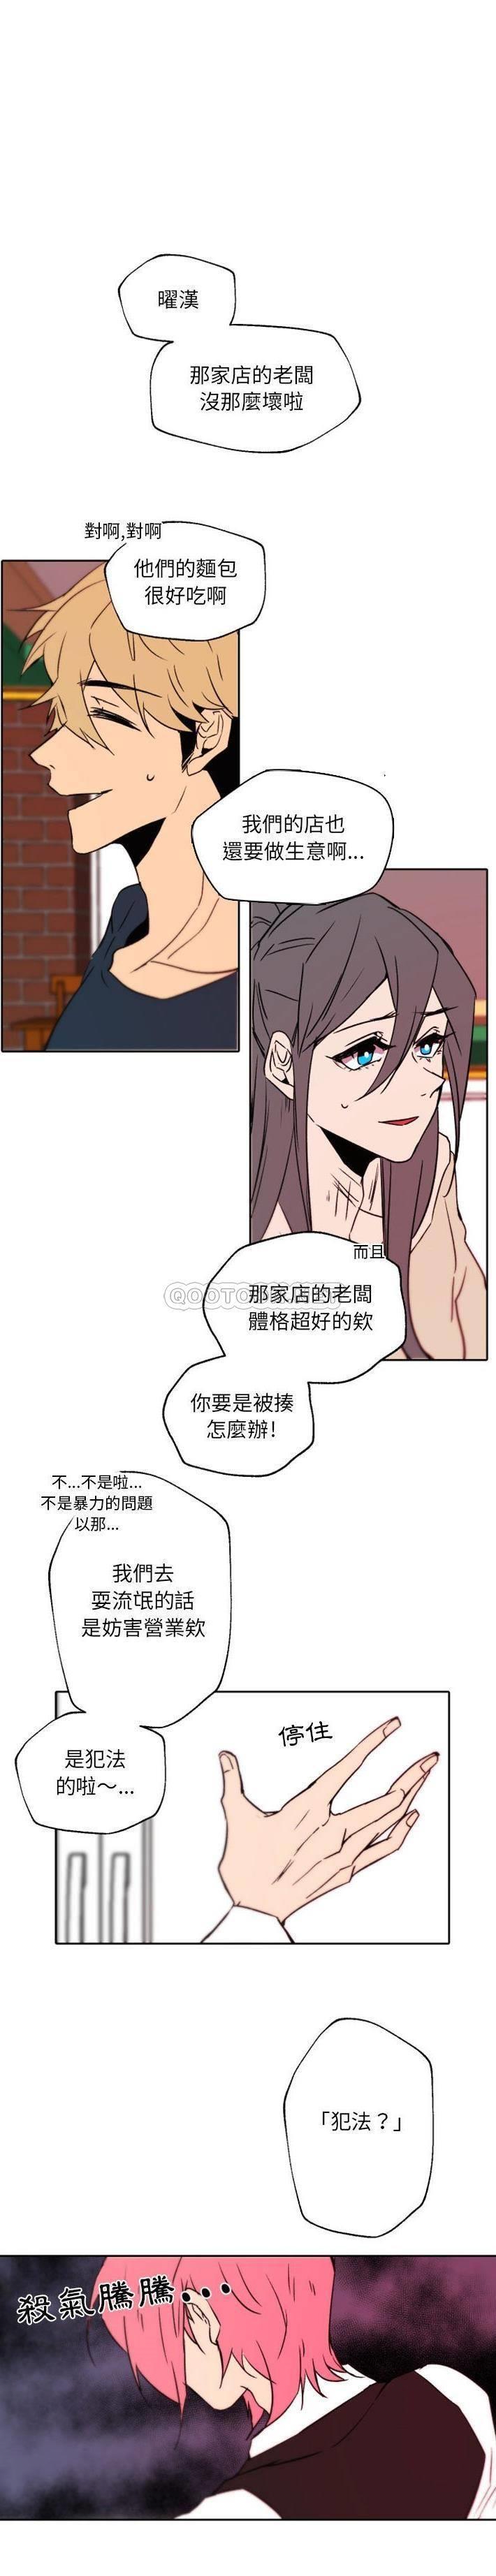 曜漢
那家店的老闆
沒那麼壞啦
對啊,對啊
他們的麵包
很好吃啊
我們的店也
還要做生意啊...
而且
那家店的老闆
體格超好的欸
你要是被揍
怎麼辦!
不...不是啦...
不是暴力的問題
以那...
我們去
耍流氓的話
是妨害營業欸
是犯法
的啦～...
停住
「犯法？」
殺氣騰騰...